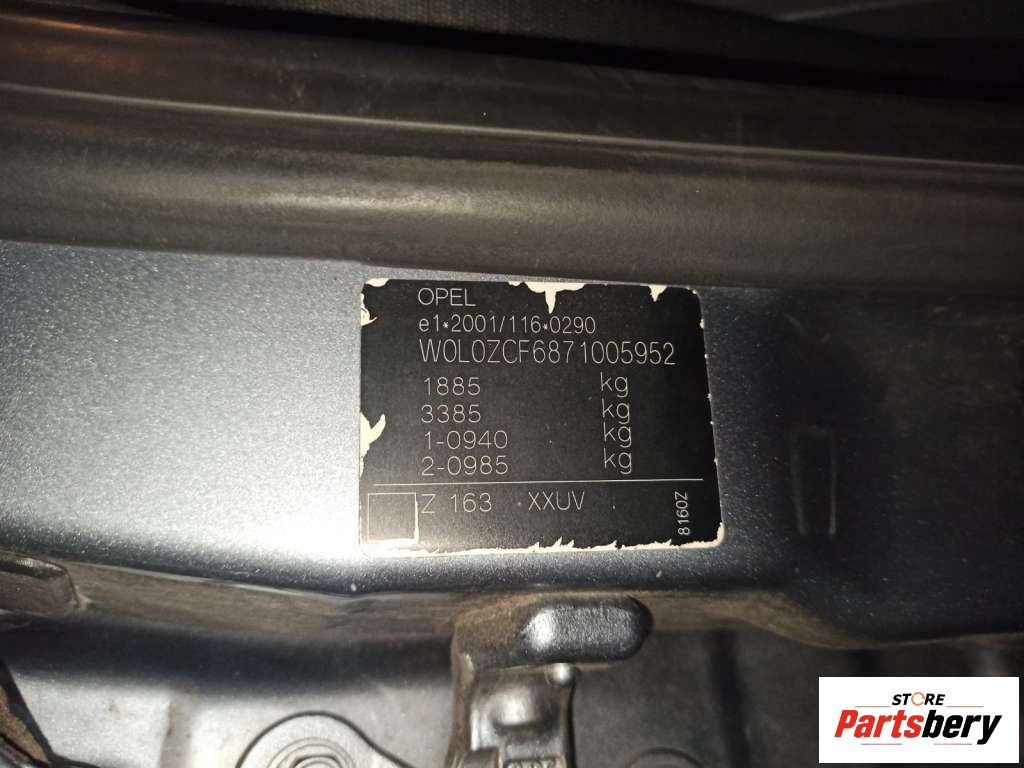 OPEL
e1*2001/116*0290
W0L0ZCF6871005952
1885 kg
3385 kg
1-0940 kg
2-0985 kg
Z 163 XXUV
8160Z
STORE
Partsbery